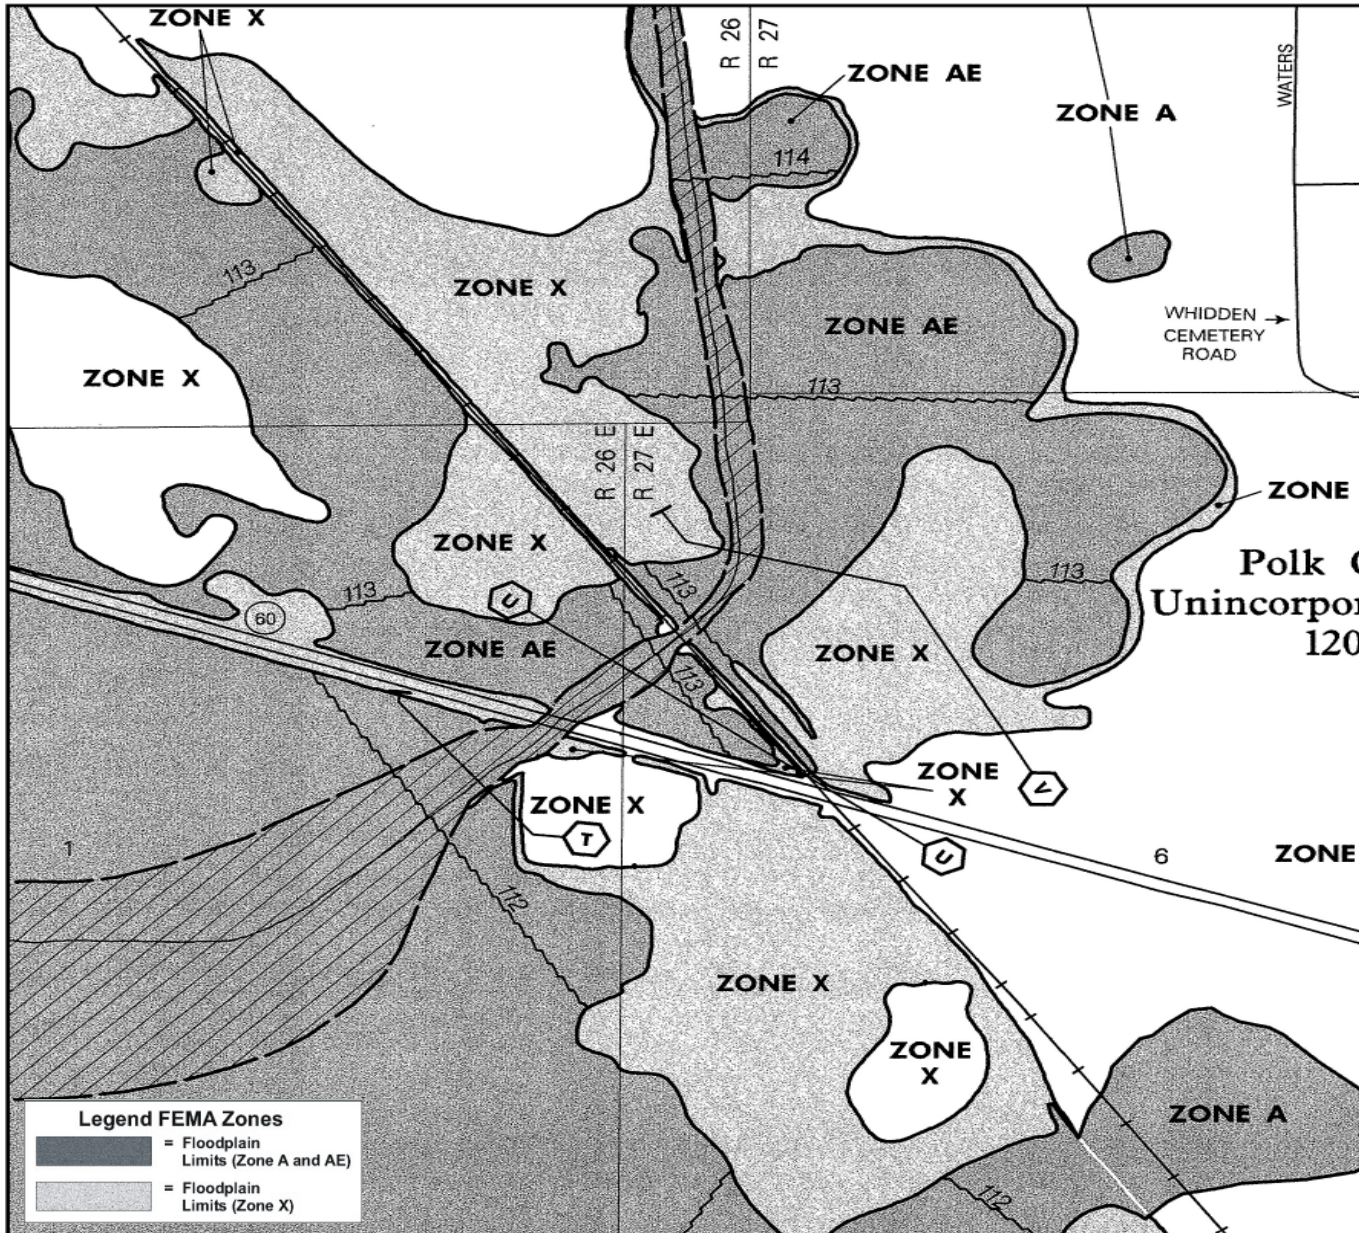 ZONE X
R 26
R 27
WATERS
ZONE AE
ZONE A
114
113
ZONE X
ZONE AE
WHIDDEN
CEMETERY
ROAD
ZONE X
113
R 26 E
R 27 E
ZONE
ZONE X
113
113
113
Polk C
Unincorpor
120
U
60
ZONE AE
ZONE X
113
ZONE
X
V
ZONE X
T
U
1
6
ZONE
112
ZONE X
ZONE
X
ZONE A
112
Legend FEMA Zones
= Floodplain
Limits (Zone A and AE)
= Floodplain
Limits (Zone X)